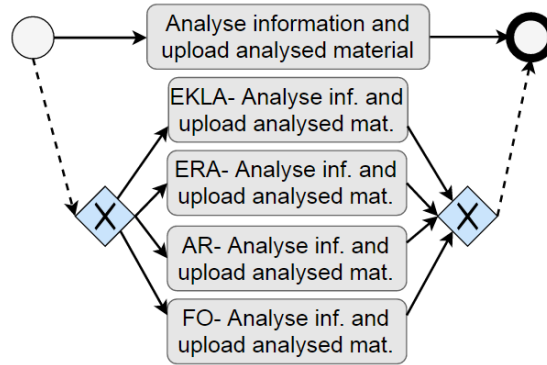 Analyse information and
upload analysed material
EKLA- Analyse inf. and
upload analysed mat.
ERA- Analyse inf. and
upload analysed mat.
X
X
AR- Analyse inf. and
upload analysed mat.
FO- Analyse inf. and
upload analysed mat.